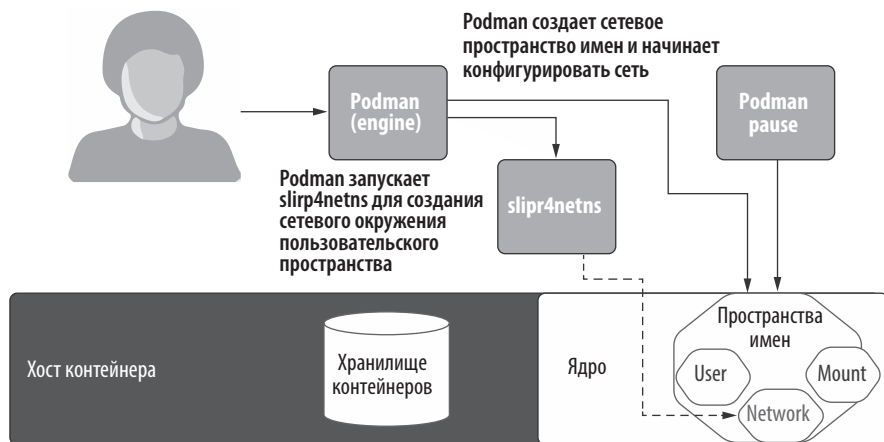 Podman создает сетевое
пространство имен и начинает
конфигурировать сеть
Podman
(engine)
Podman
pause
Podman запускает
slirp4netns для создания
сетевого окружения
пользовательского
пространства
slipr4netns
Хост контейнера
Хранилище
контейнеров
Ядро
Пространства
имен
User
Mount
Network